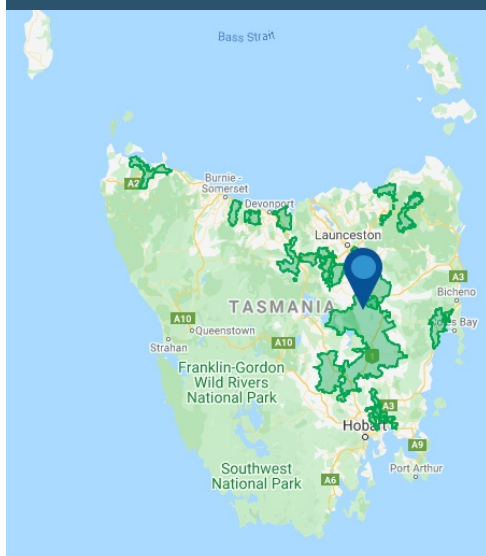 Bass Strait
A2
Burnie -
Somerset
Devonport
Launceston
A3
Bicheno
TASMANIA
A10
Queenstown
Strahan
A10
1
Franklin-Gordon
Wild Rivers
National Park
A3
Hobart
A9
Southwest
National Park
A6
Port Arthur